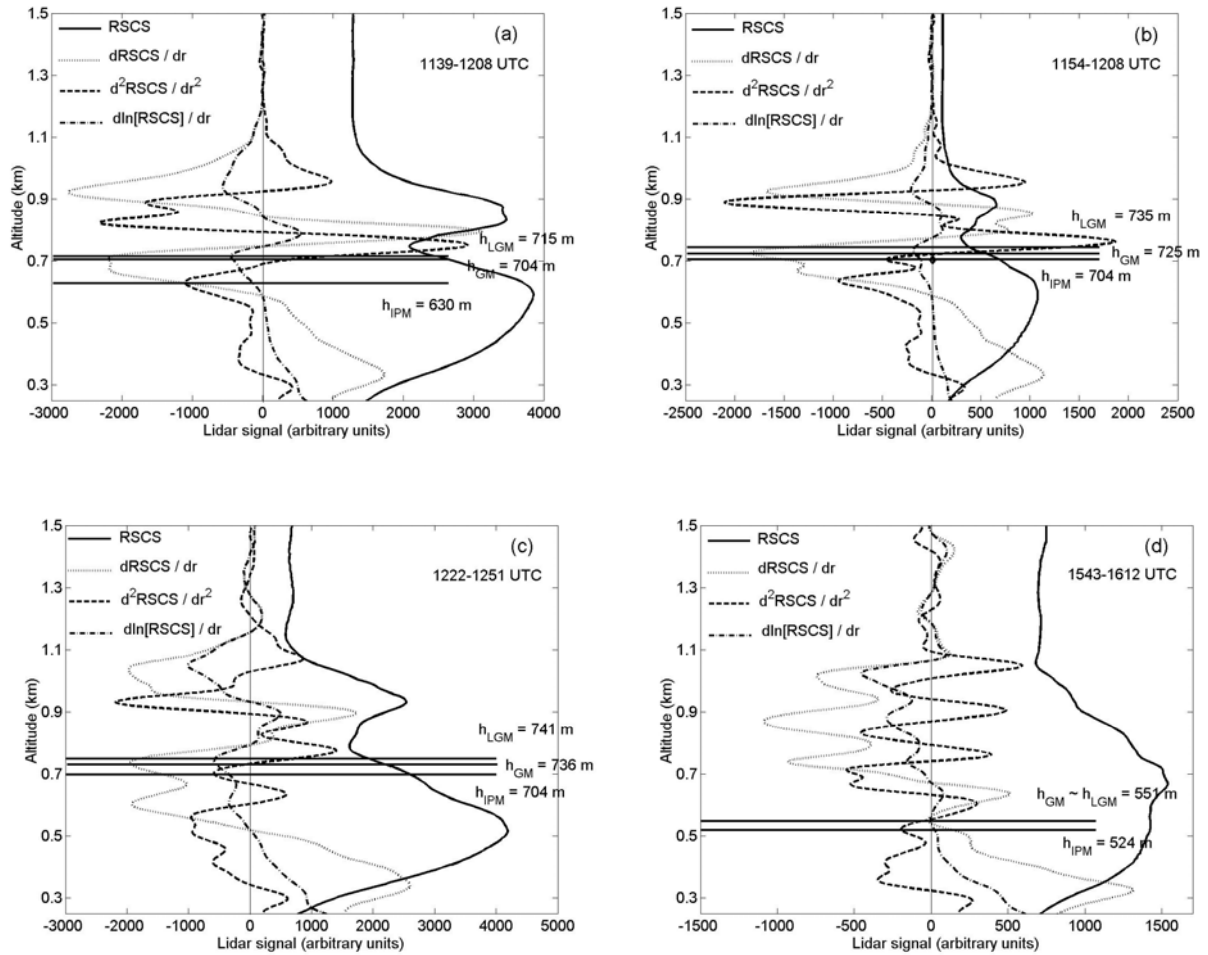 1.5
1.3
1.1
0.9
0.7
0.5
0.3
Altitude (km)
RSCS
dRSCS / dr
d²RSCS / dr²
dln[RSCS] / dr
(a)
1139-1208 UTC
h_LGM = 715 m
h_GM = 704 m
h_IPM = 630 m
-3000 -2000 -1000 0 1000 2000 3000 4000
Lidar signal (arbitrary units)
1.5
1.3
1.1
0.9
0.7
0.5
0.3
Altitude (km)
RSCS
dRSCS / dr
d²RSCS / dr²
dln[RSCS] / dr
(b)
1154-1208 UTC
h_LGM = 735 m
h_GM = 725 m
h_IPM = 704 m
-2500 -2000 -1500 -1000 -500 0 500 1000 1500 2000 2500
Lidar signal (arbitrary units)
1.5
1.3
1.1
0.9
0.7
0.5
0.3
Altitude (km)
RSCS
dRSCS / dr
d²RSCS / dr²
dln[RSCS] / dr
(c)
1222-1251 UTC
h_LGM = 741 m
h_GM = 736 m
h_IPM = 704 m
-3000 -2000 -1000 0 1000 2000 3000 4000 5000
Lidar signal (arbitrary units)
1.5
1.3
1.1
0.9
0.7
0.5
0.3
Altitude (km)
RSCS
dRSCS / dr
d²RSCS / dr²
dln[RSCS] / dr
(d)
1543-1612 UTC
h_GM ~ h_LGM = 551 m
h_IPM = 524 m
-1500 -1000 -500 0 500 1000 1500
Lidar signal (arbitrary units)